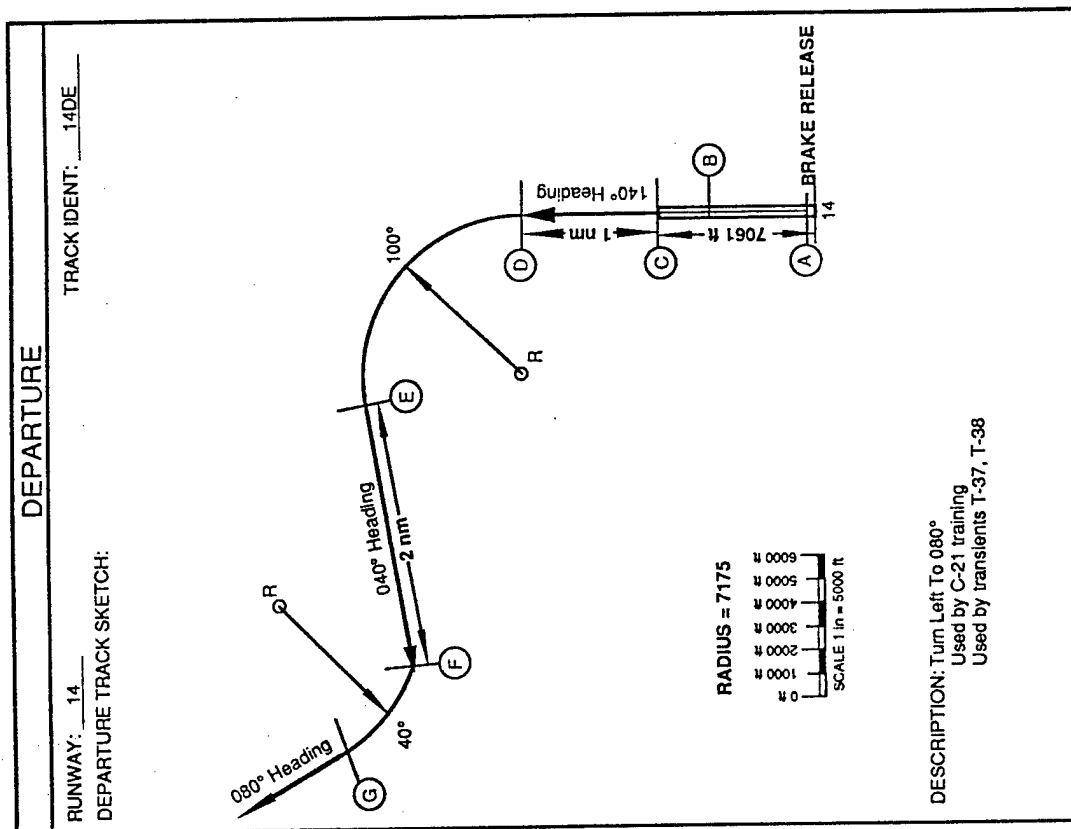 DEPARTURE
RUNWAY: 14
TRACK IDENT: 14DE
DEPARTURE TRACK SKETCH:
080° Heading
G
40°
R
F
040° Heading
2 nm
E
100°
R
D
140° Heading
1 nm
C
7061 ft
B
A
BRAKE RELEASE
14
RADIUS = 7175
0 ft
1000 ft
2000 ft
3000 ft
4000 ft
5000 ft
6000 ft
SCALE 1 in = 5000 ft
DESCRIPTION: Turn Left To 080°
Used by C-21 training
Used by transients T-37, T-38